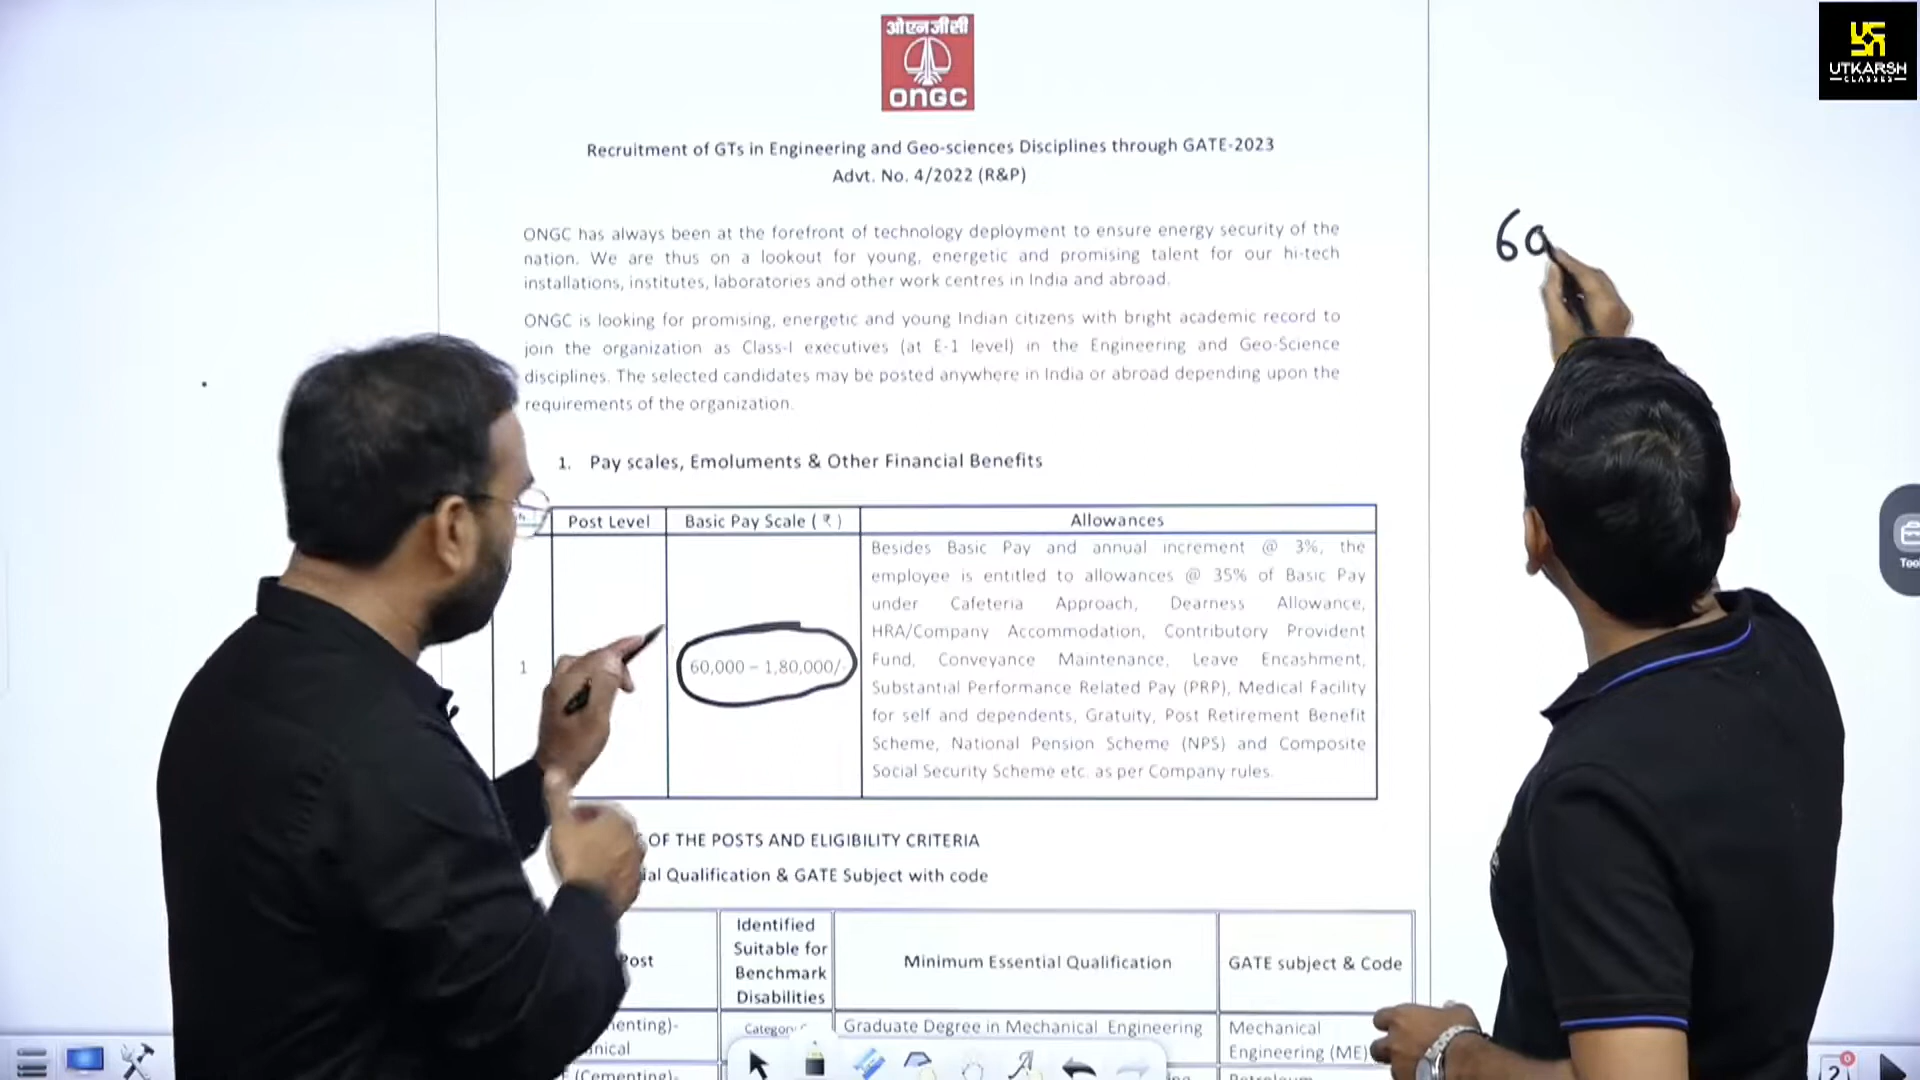 ओएनजीसी
ONGC
UTKARSH
CLASSES
Recruitment of GTs in Engineering and Geo-sciences Disciplines through GATE-2023
Advt. No. 4/2022 (R&P)
ONGC has always been at the forefront of technology deployment to ensure energy security of the
nation. We are thus on a lookout for young, energetic and promising talent for our hi-tech
installations, institutes, laboratories and other work centres in India and abroad.
ONGC is looking for promising, energetic and young Indian citizens with bright academic record to
join the organization as Class-I executives (at E-1 level) in the Engineering and Geo-Science
disciplines. The selected candidates may be posted anywhere in India or abroad depending upon the
requirements of the organization.
1. Pay scales, Emoluments & Other Financial Benefits
Post Level
Basic Pay Scale ( ₹ )
Allowances
1
60,000 – 1,80,000/-
Besides Basic Pay and annual increment @ 3%, the
employee is entitled to allowances @ 35% of Basic Pay
under Cafeteria Approach, Dearness Allowance,
HRA/Company Accommodation, Contributory Provident
Fund, Conveyance Maintenance, Leave Encashment,
Substantial Performance Related Pay (PRP), Medical Facility
for self and dependents, Gratuity, Post Retirement Benefit
Scheme, National Pension Scheme (NPS) and Composite
Social Security Scheme etc. as per Company rules.
OF THE POSTS AND ELIGIBILITY CRITERIA
Qualification & GATE Subject with code
Post
Identified
Suitable for
Benchmark
Disabilities
Minimum Essential Qualification
GATE subject & Code
Graduate Degree in Mechanical Engineering
Mechanical
Engineering (ME)
(Cementing)-
60
2